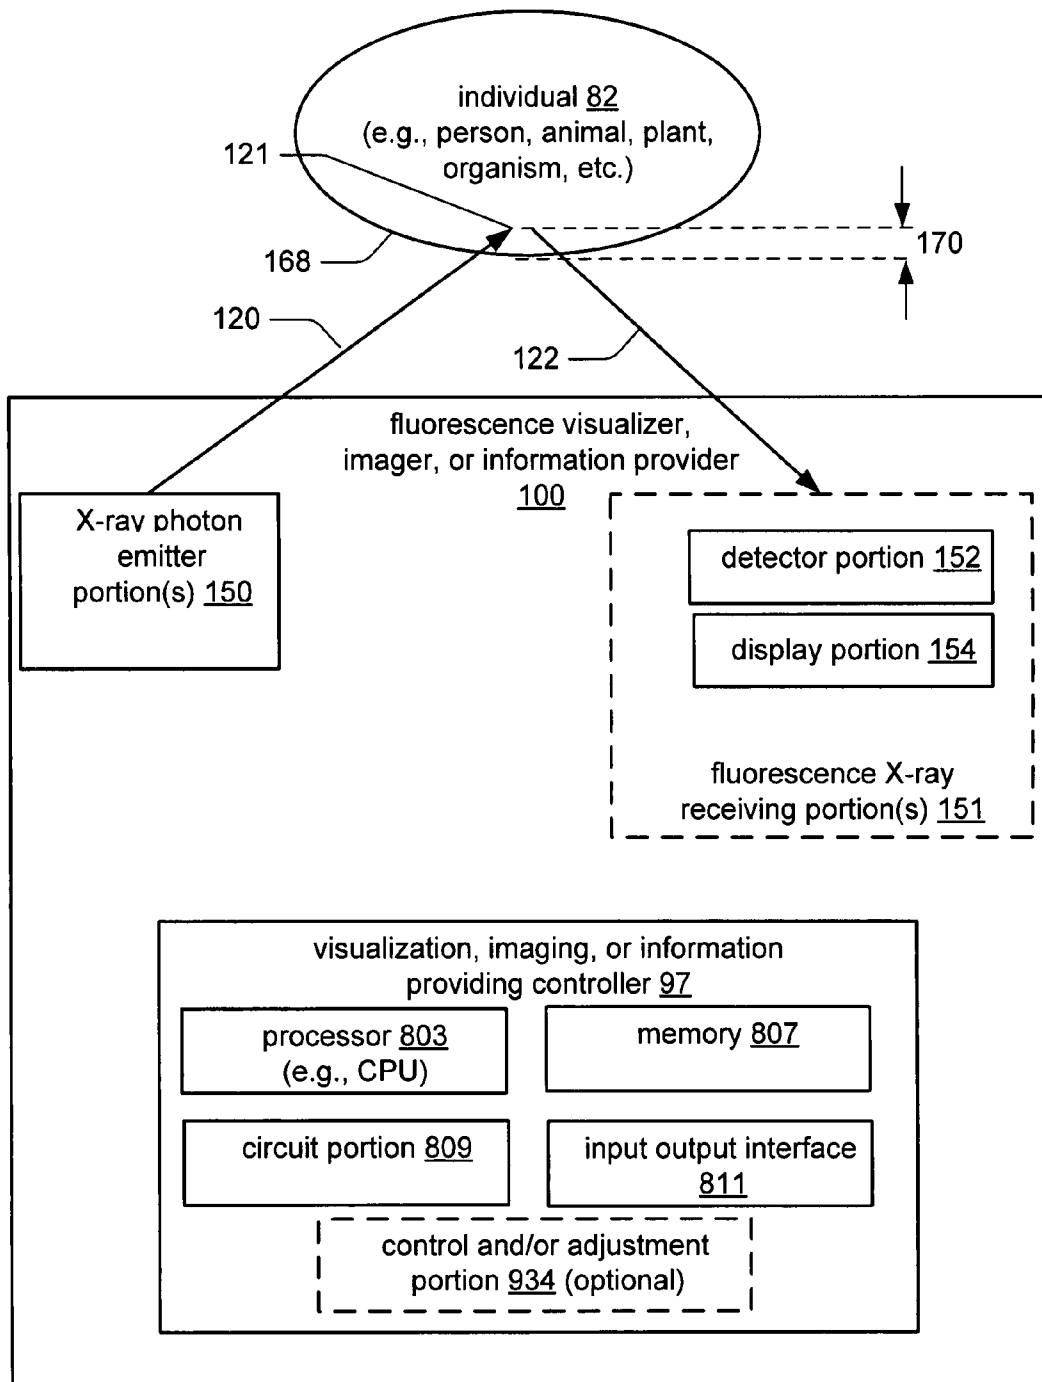 individual 82
(e.g., person, animal, plant,
organism, etc.)
121
168
170
120
122
fluorescence visualizer,
imager, or information provider
100
X-ray photon
emitter
portion(s) 150
detector portion 152
display portion 154
fluorescence X-ray
receiving portion(s) 151
visualization, imaging, or information
providing controller 97
processor 803
(e.g., CPU)
memory 807
circuit portion 809
input output interface
811
control and/or adjustment
portion 934 (optional)